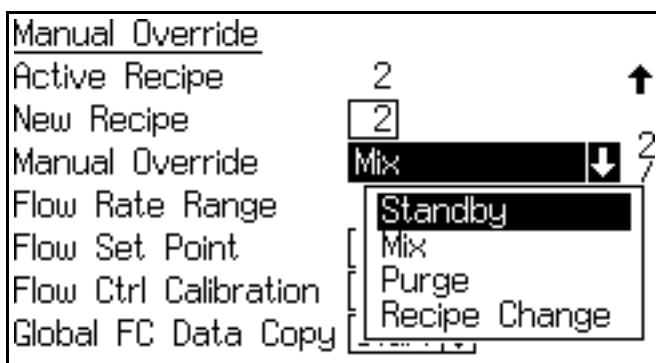 Manual Override
Active Recipe 2
New Recipe 2
Manual Override Mix
Flow Rate Range Standby
Flow Set Point Mix
Flow Ctrl Calibration Purge
Global FC Data Copy Recipe Change